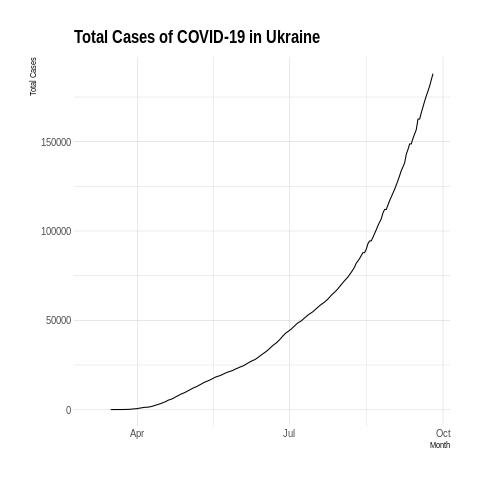 Total Cases of COVID-19 in Ukraine
Total Cases
150000
100000
50000
0
Apr
Jul
Oct
Month